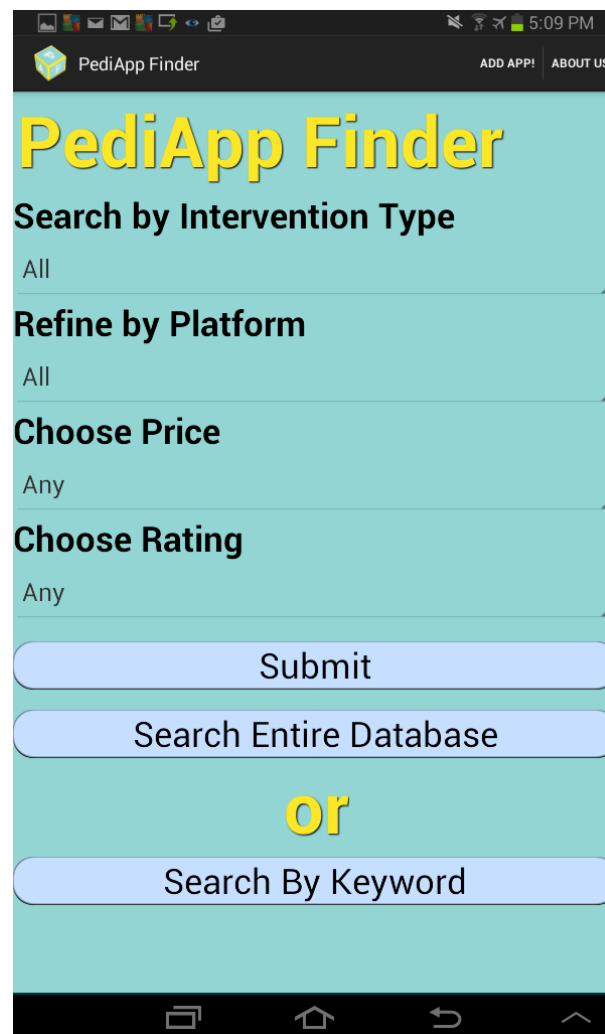 5:09 PM
PediApp Finder
ADD APP!
ABOUT US
PediApp Finder
Search by Intervention Type
All
Refine by Platform
All
Choose Price
Any
Choose Rating
Any
Submit
Search Entire Database
or
Search By Keyword